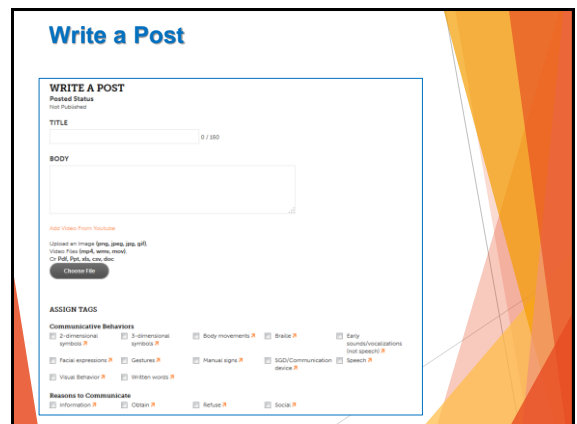 Write a Post
WRITE A POST
Posted Status
Not Published
TITLE
0 / 150
BODY
Add Video From Youtube
Upload an Image (png, jpeg, jpg, gif),
Video Files (mp4, wmv, mov),
Or Pdf, Ppt, xls, csv, doc
Choose File
ASSIGN TAGS
Communicative Behaviors
2-dimensional symbols
3-dimensional symbols
Body movements
Braille
Early sounds/vocalizations (not speech)
Facial expressions
Gestures
Manual signs
SGD/Communication device
Speech
Visual Behavior
Written words
Reasons to Communicate
Information
Obtain
Refuse
Social